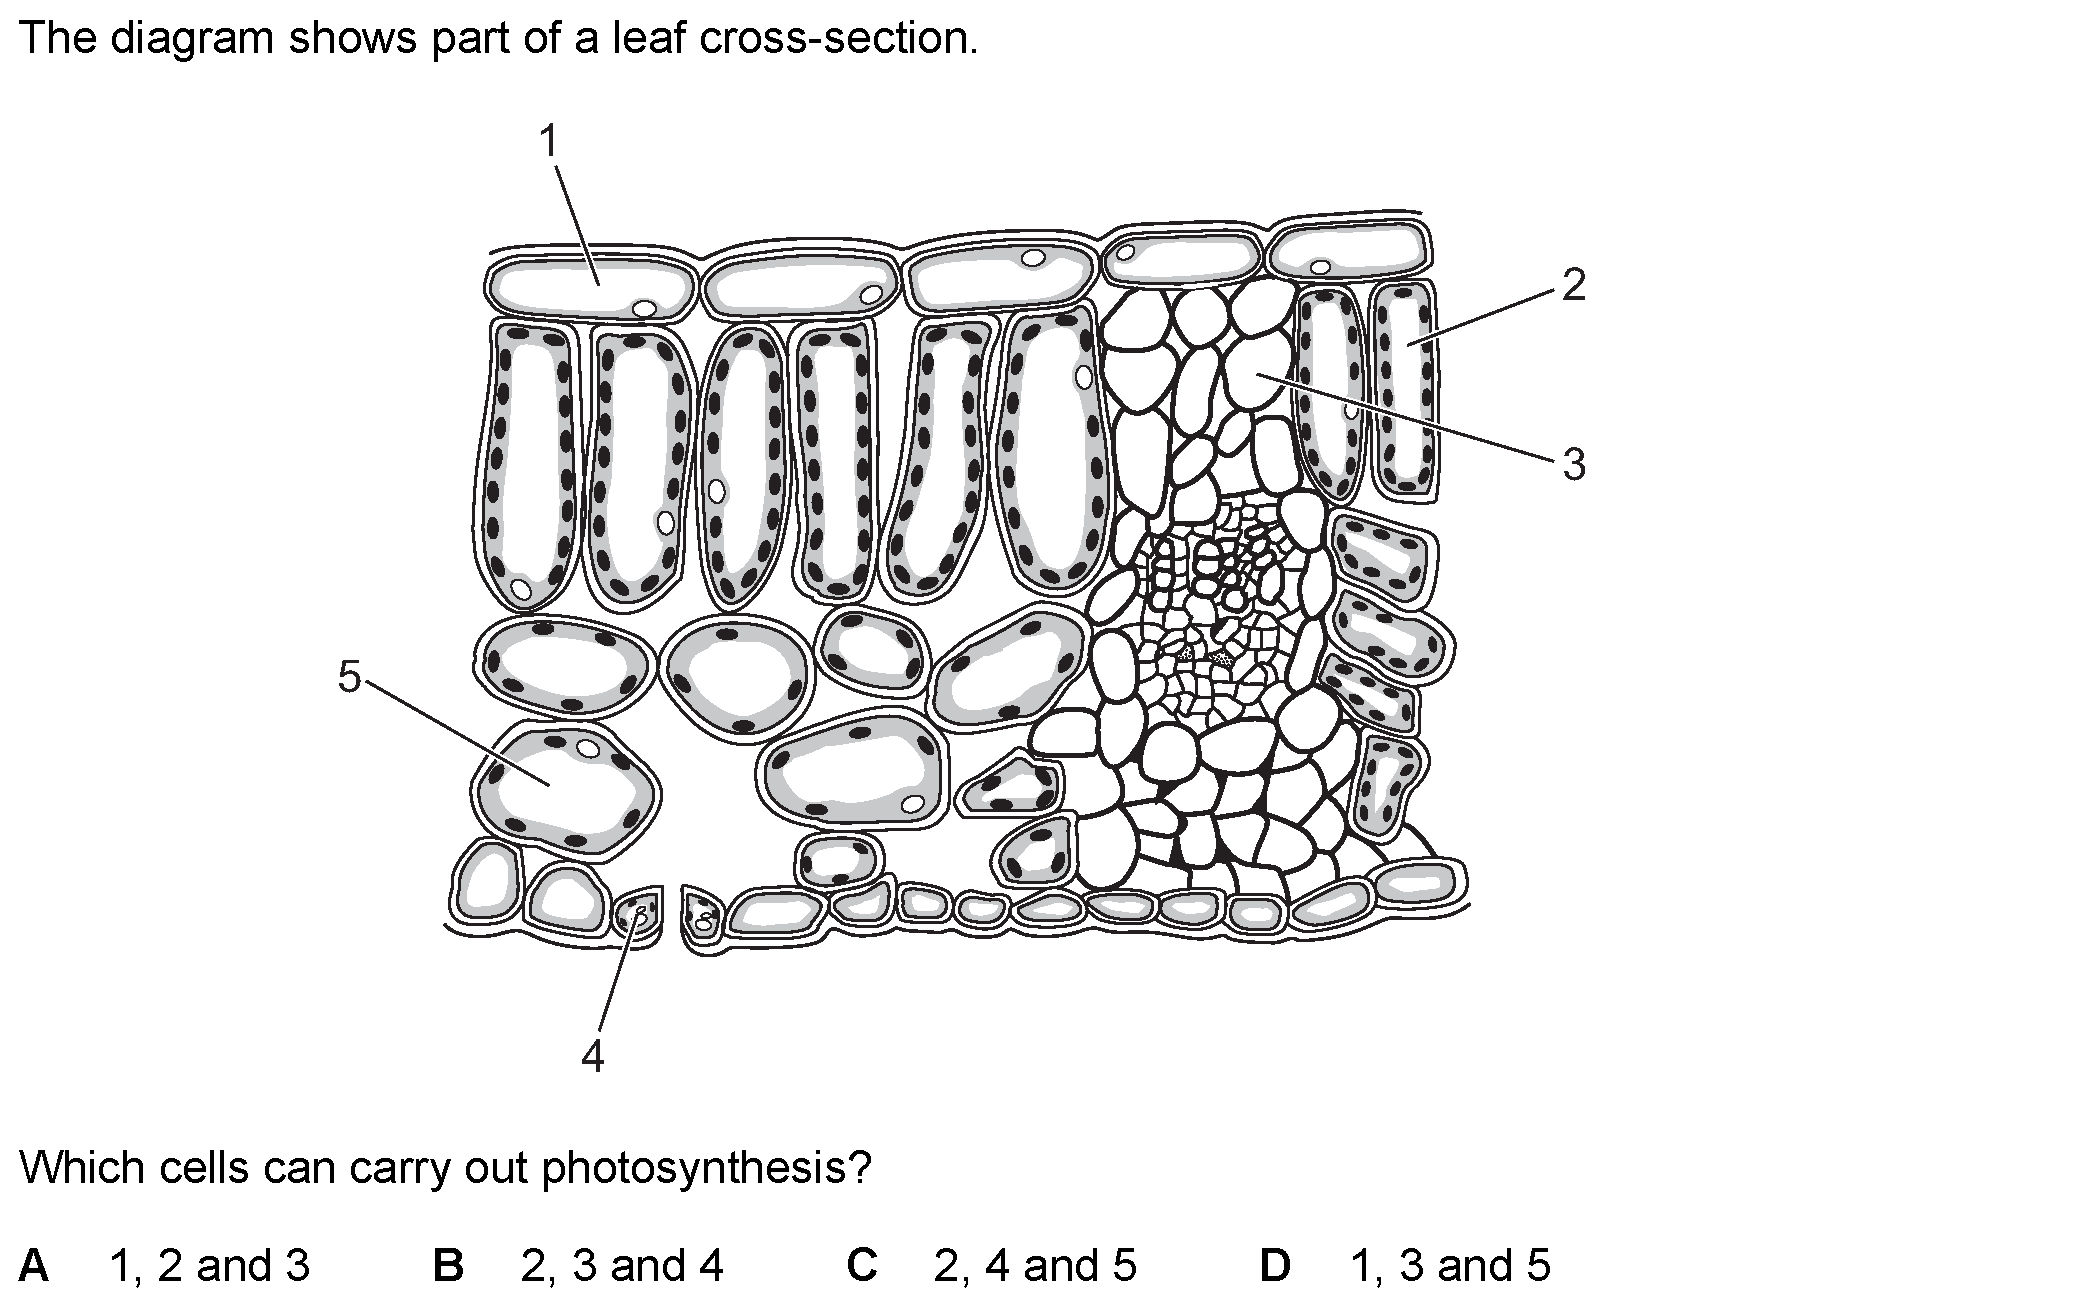 The diagram shows part of a leaf cross-section.
1
2
3
5
4
Which cells can carry out photosynthesis?
A 1, 2 and 3 B 2, 3 and 4 C 2, 4 and 5 D 1, 3 and 5